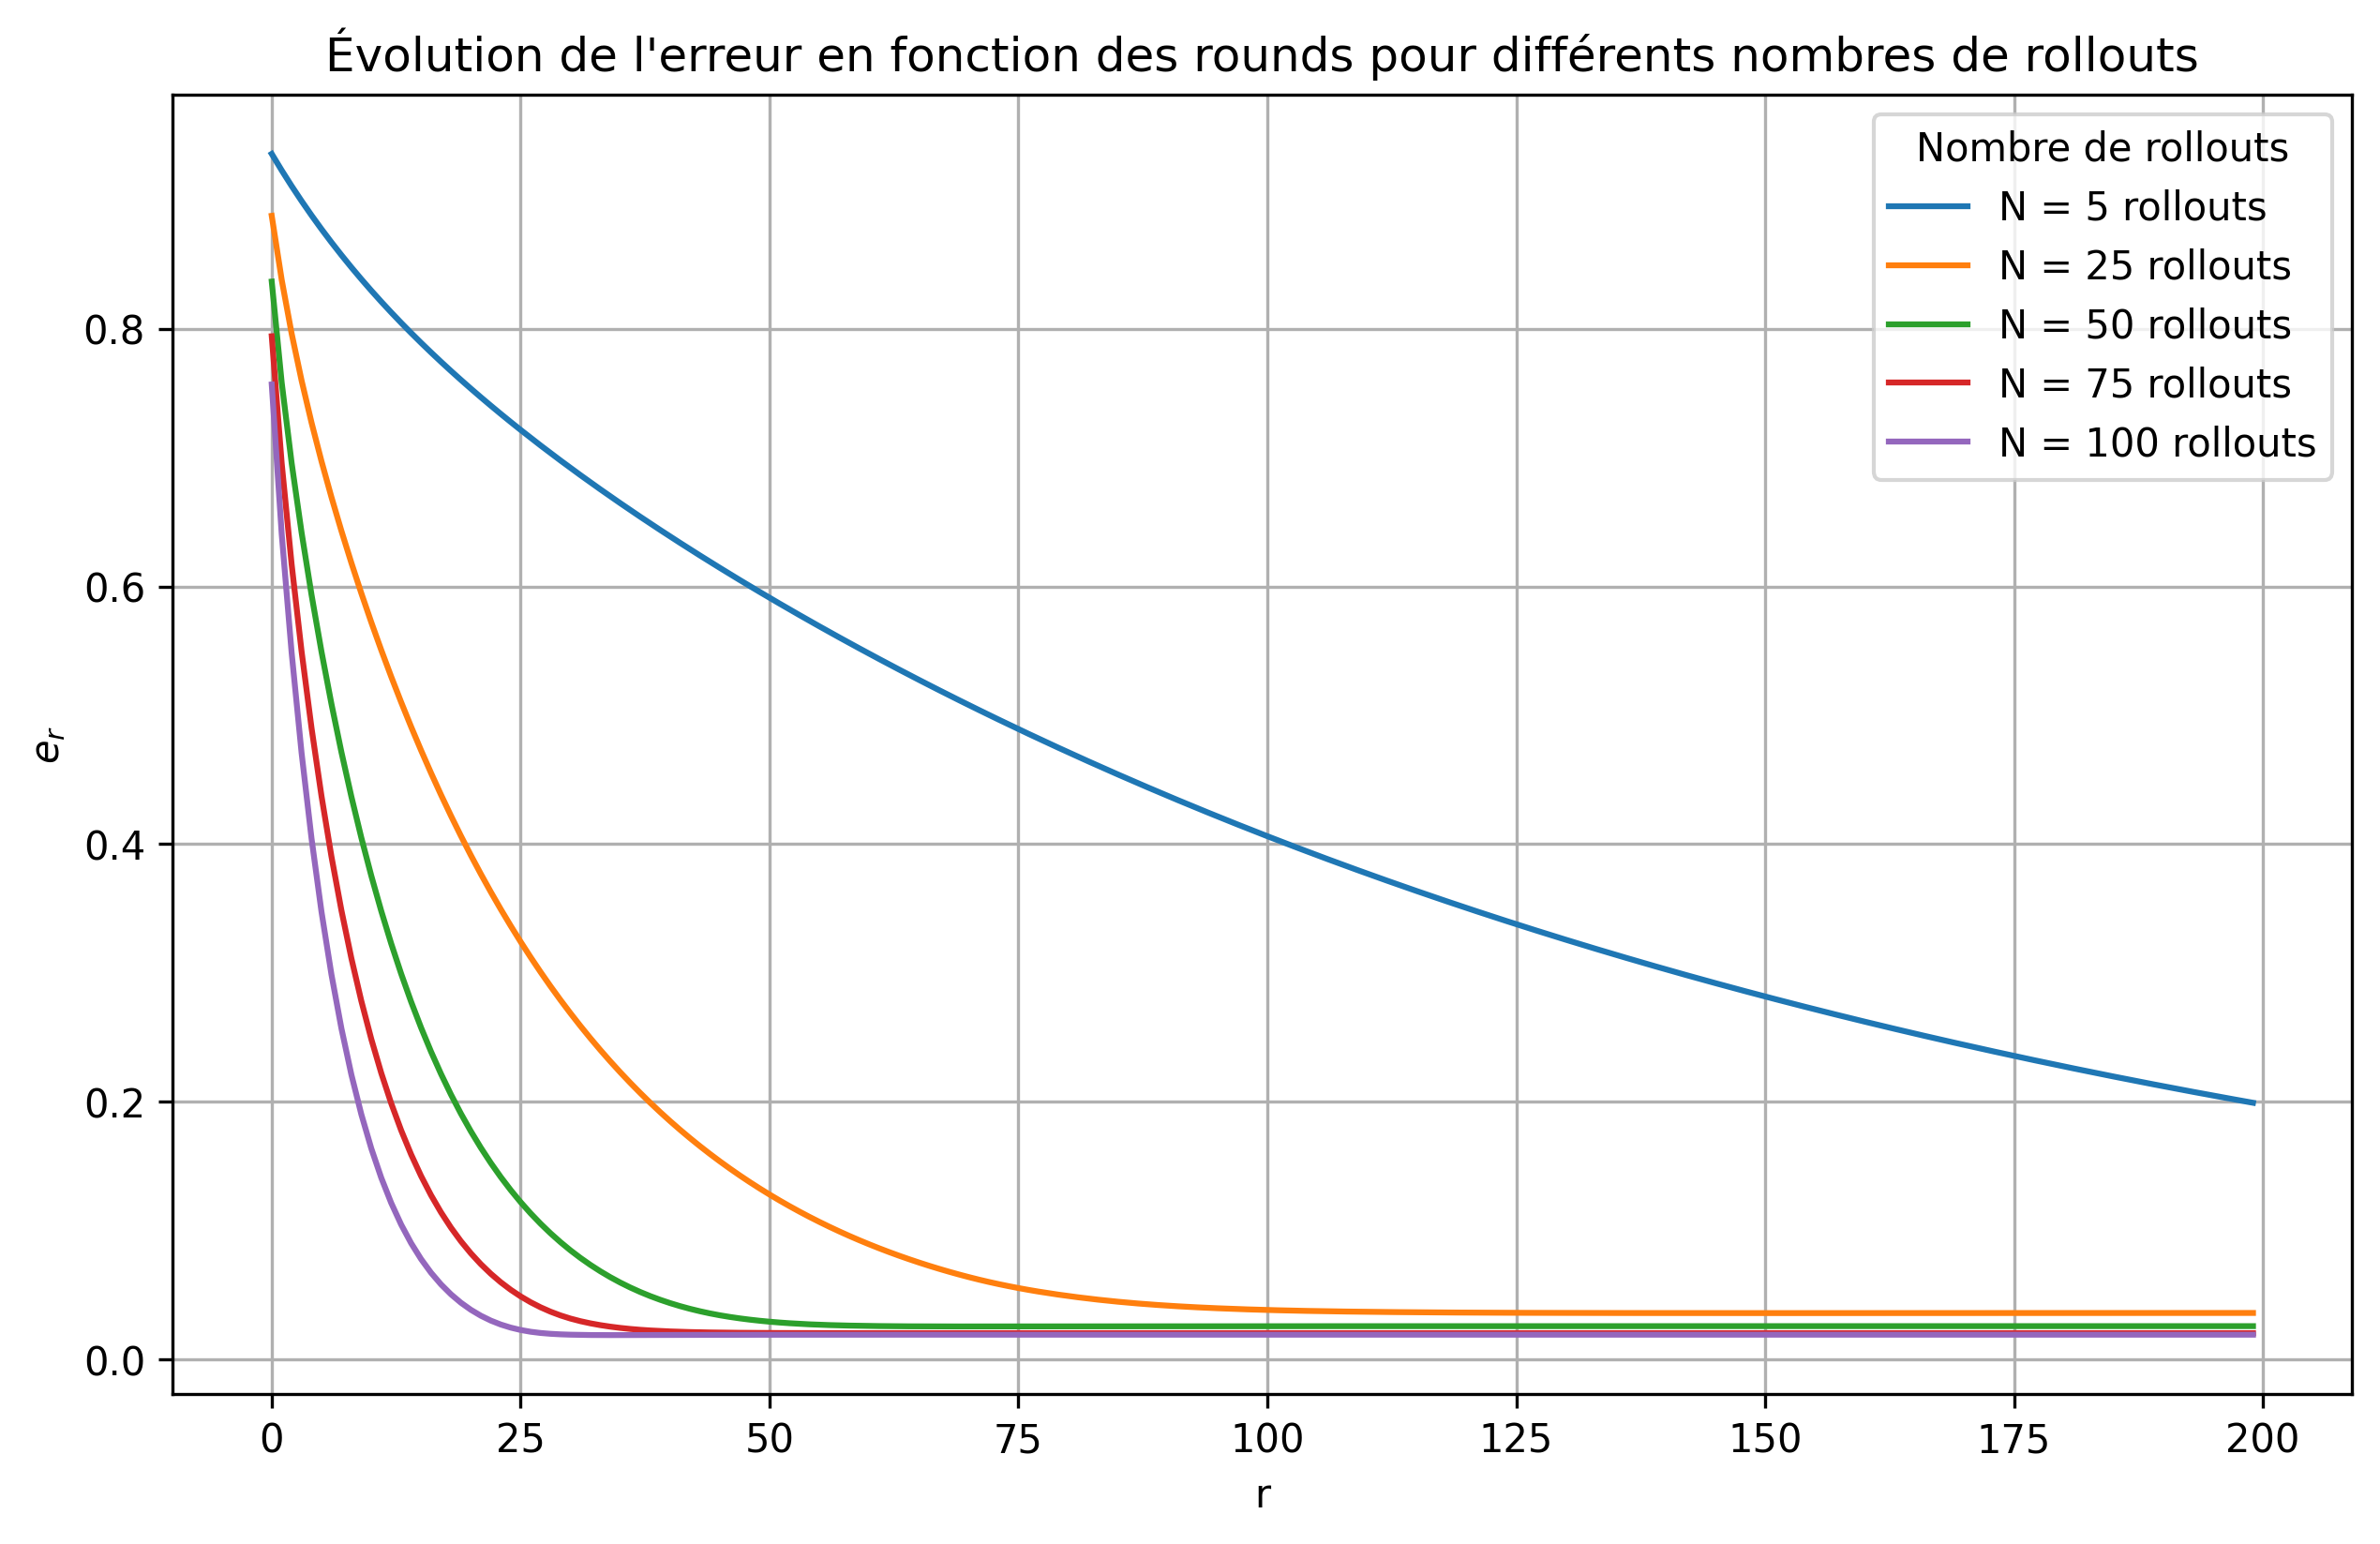 Évolution de l'erreur en fonction des rounds pour différents nombres de rollouts
Nombre de rollouts
N = 5 rollouts
N = 25 rollouts
N = 50 rollouts
N = 75 rollouts
N = 100 rollouts
0.8
0.6
0.4
0.2
0.0
e_r
0 25 50 75 100 125 150 175 200
r